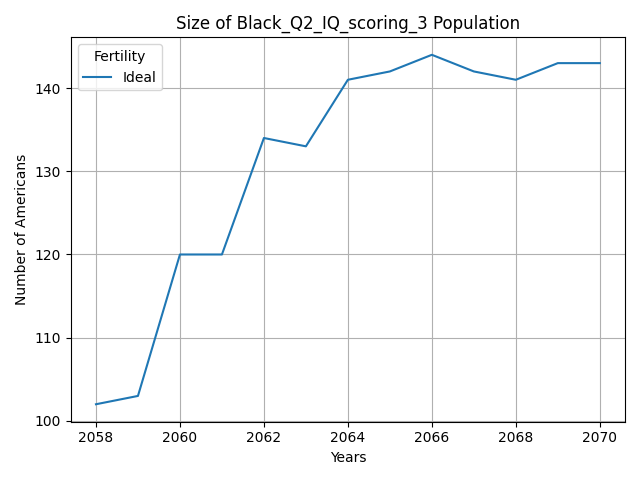 Size of Black_Q2_IQ_scoring_3 Population
Fertility
Ideal
Number of Americans
140
130
120
110
100
2058 2060 2062 2064 2066 2068 2070
Years